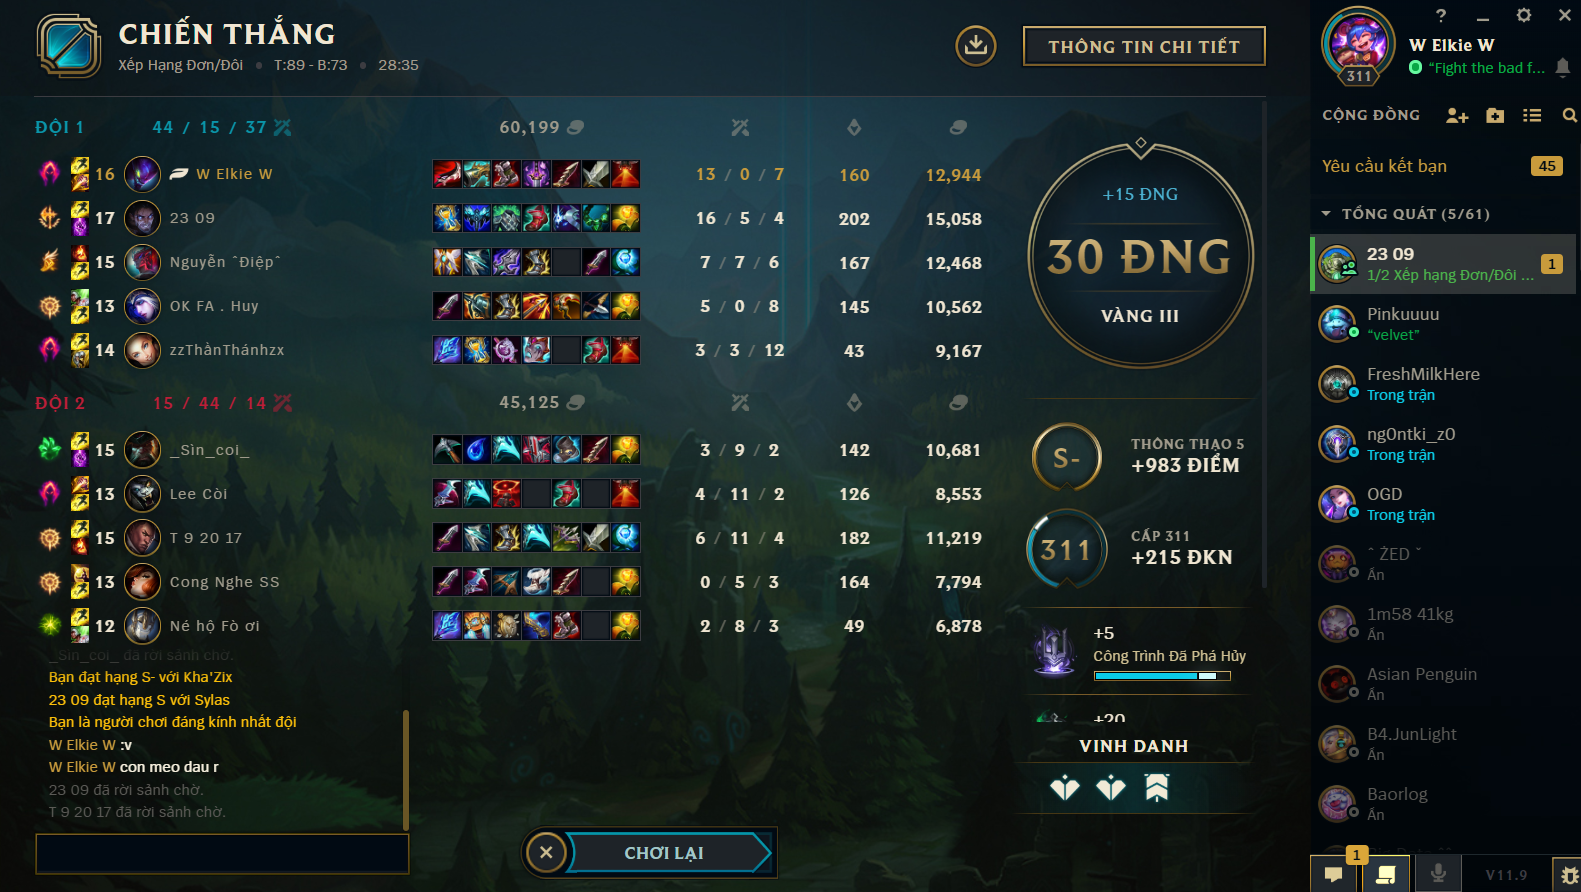 CHIẾN THẮNG
Xếp Hạng Đơn/Đôi • T:89 - B:73 • 28:35
THÔNG TIN CHI TIẾT
ĐỘI 1 44 / 15 / 37 60,199
16 W Elkie W 13 / 0 / 7 160 12,944
17 23 09 16 / 5 / 4 202 15,058
15 Nguyễn ˆĐiệpˆ 7 / 7 / 6 167 12,468
13 OK FA . Huy 5 / 0 / 8 145 10,562
14 zzThầnThánhzx 3 / 3 / 12 43 9,167
ĐỘI 2 15 / 44 / 14 45,125
15 _Sìn_coi_ 3 / 9 / 2 142 10,681
13 Lee Còi 4 / 11 / 2 126 8,553
15 T 9 20 17 6 / 11 / 4 182 11,219
13 Cong Nghe SS 0 / 5 / 3 164 7,794
12 Né hộ Fò ơi 2 / 8 / 3 49 6,878
_Sìn_coi_ đã rời sảnh chờ.
Bạn đạt hạng S- với Kha'Zix
23 09 đạt hạng S với Sylas
Bạn là người chơi đáng kính nhất đội
W Elkie W :v
W Elkie W con meo dau r
23 09 đã rời sảnh chờ.
T 9 20 17 đã rời sảnh chờ.
CHƠI LẠI
+15 ĐNG
30 ĐNG
VÀNG III
S-
THÔNG THẠO 5
+983 ĐIỂM
311
CẤP 311
+215 ĐKN
+5
Công Trình Đã Phá Hủy
+20
VINH DANH
311
W Elkie W
“Fight the bad f...
CỘNG ĐỒNG
Yêu cầu kết bạn 45
TỔNG QUÁT (5/61)
23 09
1/2 Xếp hạng Đơn/Đôi ...
1
Pinkuuuu
“velvet”
FreshMilkHere
Trong trận
ng0ntki_z0
Trong trận
OGD
Trong trận
ˆ ŻED ˇ
Ẩn
1m58 41kg
Ẩn
Asian Penguin
Ẩn
B4.JunLight
Ẩn
Baorlog
Ẩn
1
V11.9